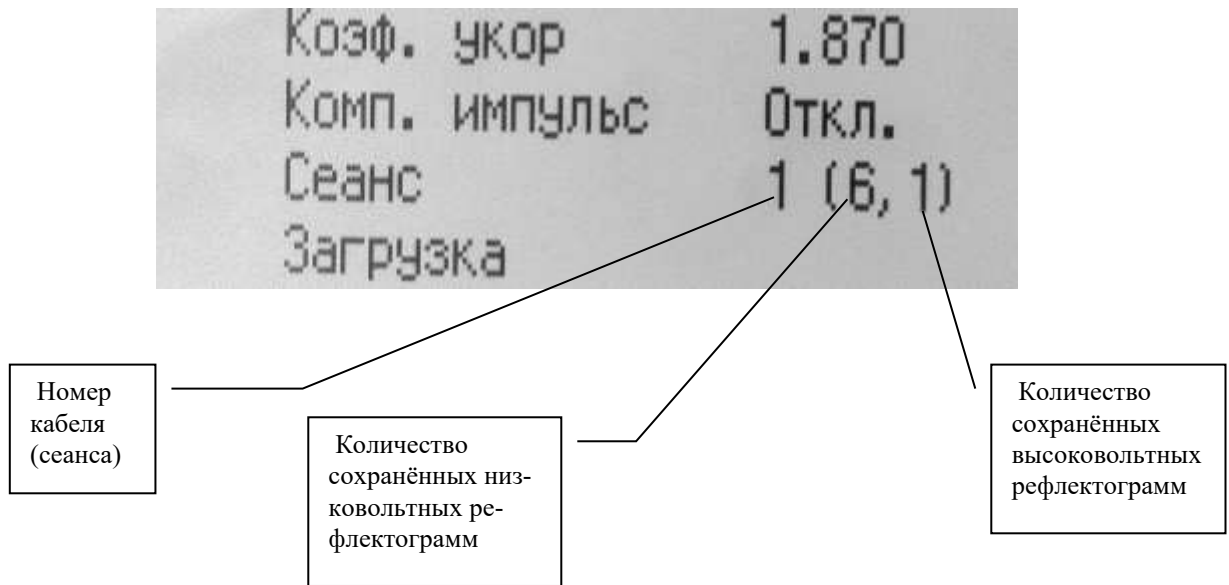 Коэф. укор 1.870
Комп. импульс Откл.
Сеанс 1 (6, 1)
Загрузка
Номер
кабеля
(сеанса)
Количество
сохранённых низ-
ковольтных ре-
флектограмм
Количество
сохранённых
высоковольтных
рефлектограмм